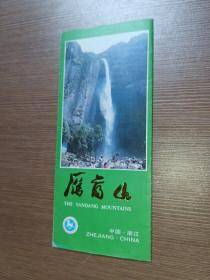 雁荡山
THE YANDANG MOUNTAINS
中国·浙江
ZHEJIANG·CHINA